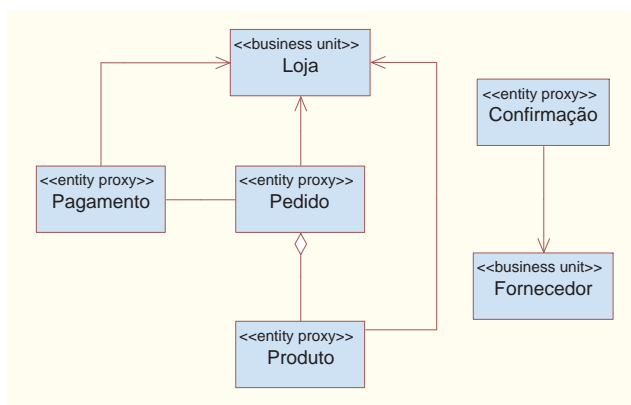 <<business unit>>
Loja
<<entity proxy>>
Confirmação
<<entity proxy>>
Pagamento
<<entity proxy>>
Pedido
<<business unit>>
Fornecedor
<<entity proxy>>
Produto